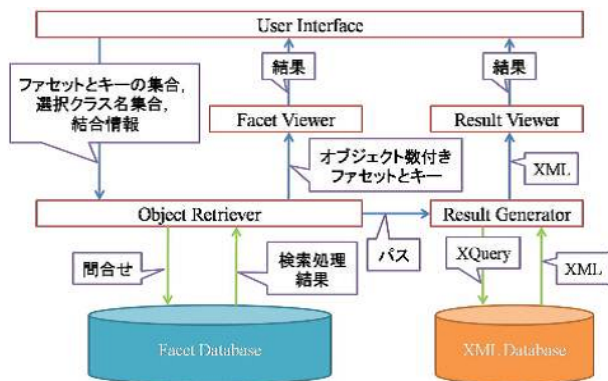 User Interface
ファセットとキーの集合,
選択クラス名集合,
結合情報
結果
結果
Facet Viewer
Result Viewer
オブジェクト数付き
ファセットとキー
XML
Object Retriever
Result Generator
パス
問合せ
検索処理
結果
XQuery
XML
Facet Database
XML Database